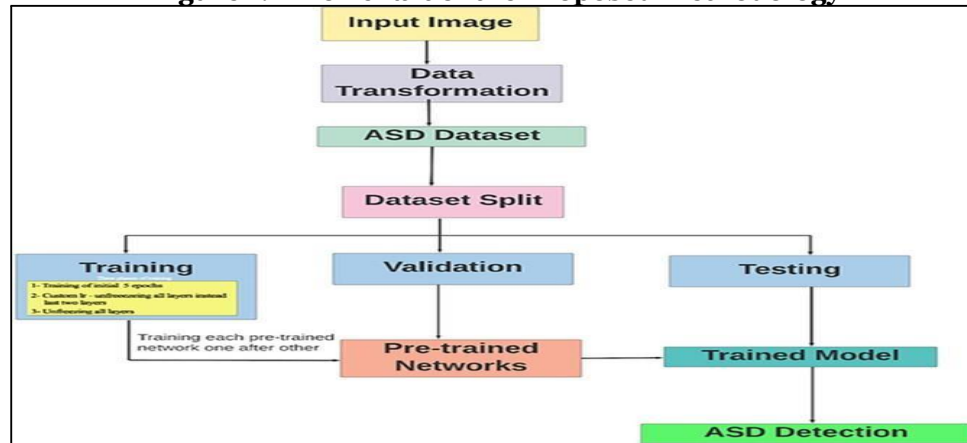 Input Image
Data
Transformation
ASD Dataset
Dataset Split
Training
1- Training of initial 5 epochs
2- Custom lr - unfreezering all layers instead
last two layers
3- Unfreezing all layers
Validation
Testing
Training each pre-trained
network one after other
Pre-trained
Networks
Trained Model
ASD Detection